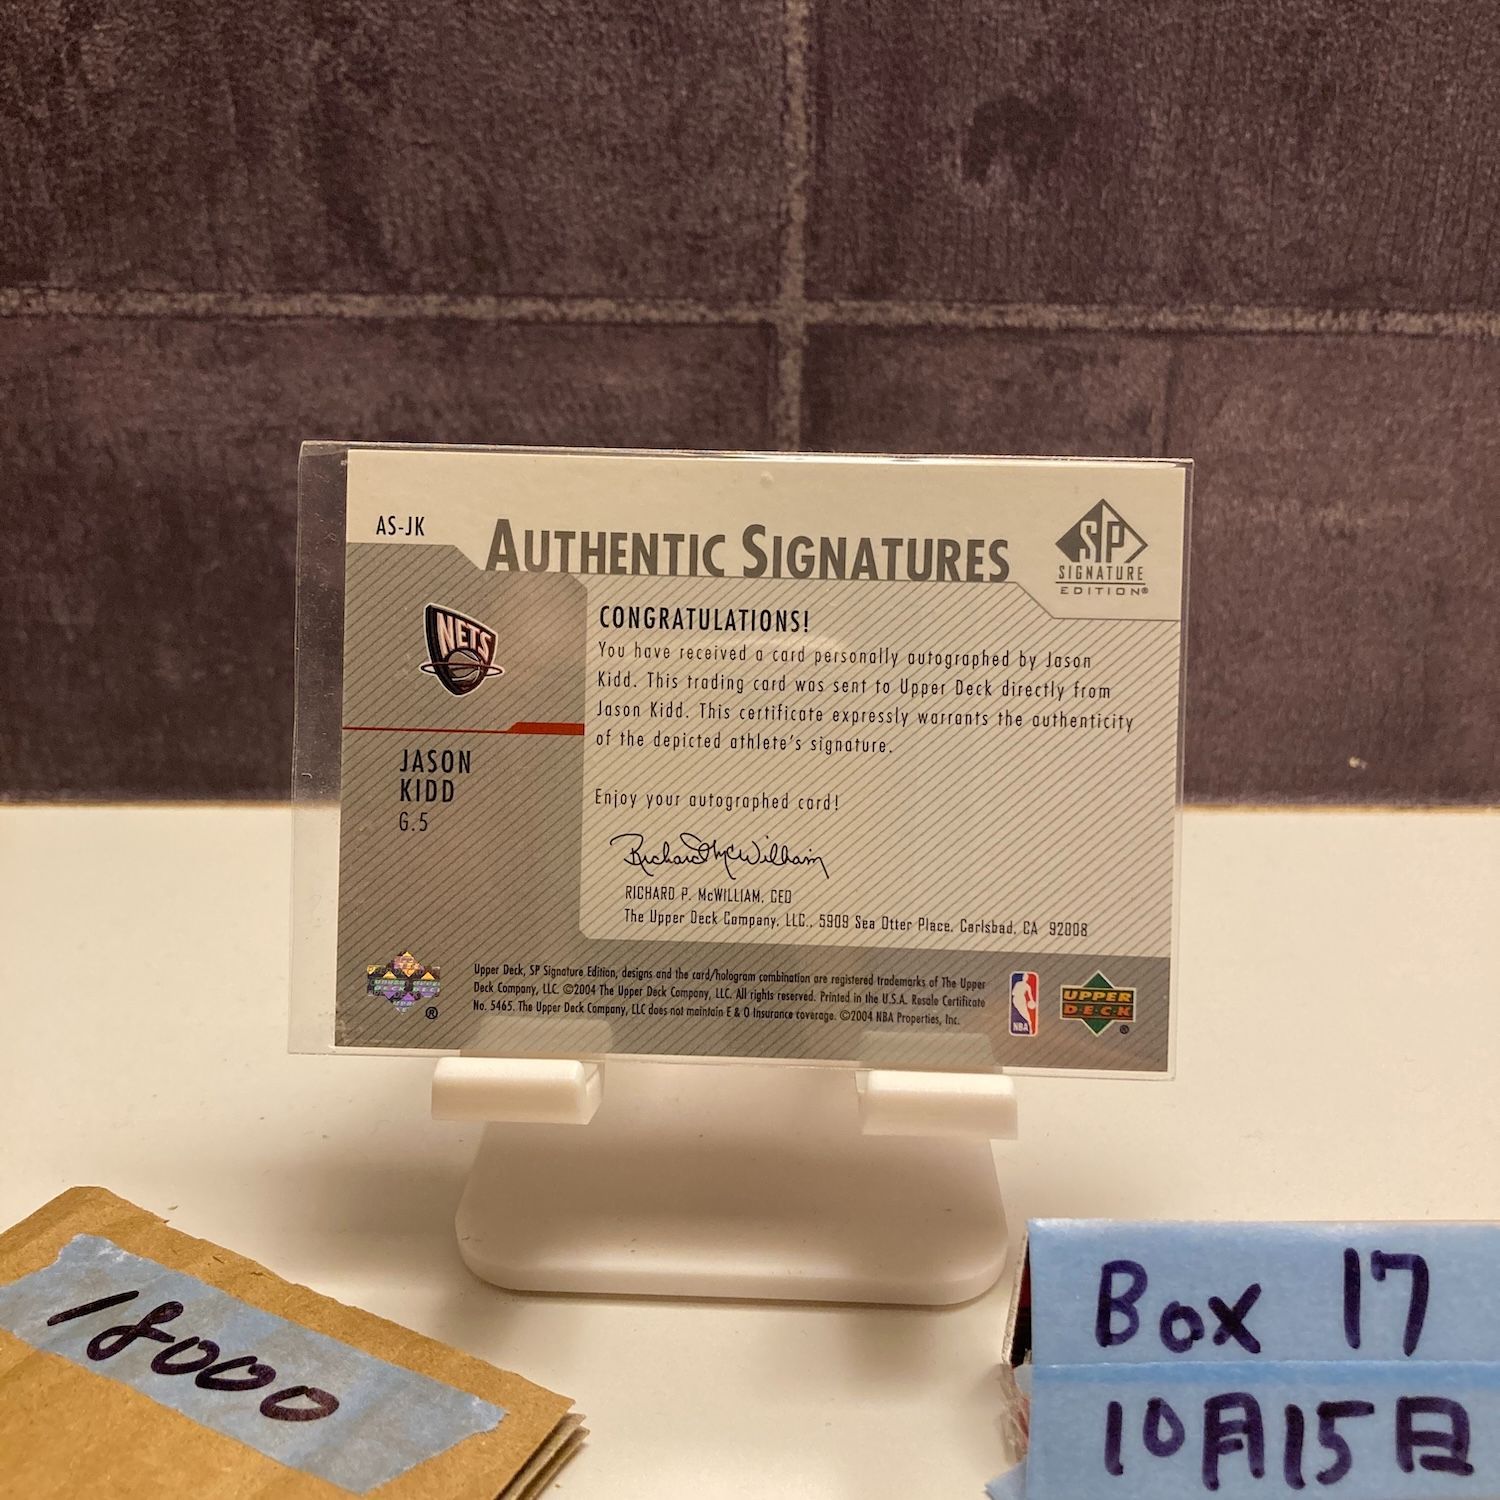 AS-JK
AUTHENTIC SIGNATURES
SP
SIGNATURE
EDITION®
NETS
JASON
KIDD
G.5
CONGRATULATIONS!
You have received a card personally autographed by Jason
Kidd. This trading card was sent to Upper Deck directly from
Jason Kidd. This certificate expressly warrants the authenticity
of the depicted athlete's signature.
Enjoy your autographed card!
Richard McWilliam
RICHARD P. McWILLIAM, CEO
The Upper Deck Company, LLC., 5909 Sea Otter Place, Carlsbad, CA 92008
Upper Deck, SP Signature Edition, designs and the card/hologram combination are registered trademarks of The Upper
Deck Company, LLC. ©2004 The Upper Deck Company, LLC. All rights reserved. Printed in the U.S.A. Resale Certificate
No. 5465. The Upper Deck Company, LLC does not maintain E & O Insurance coverage. ©2004 NBA Properties, Inc.
®
NBA
UPPER
DECK
®
18000
Box 17
10月15日